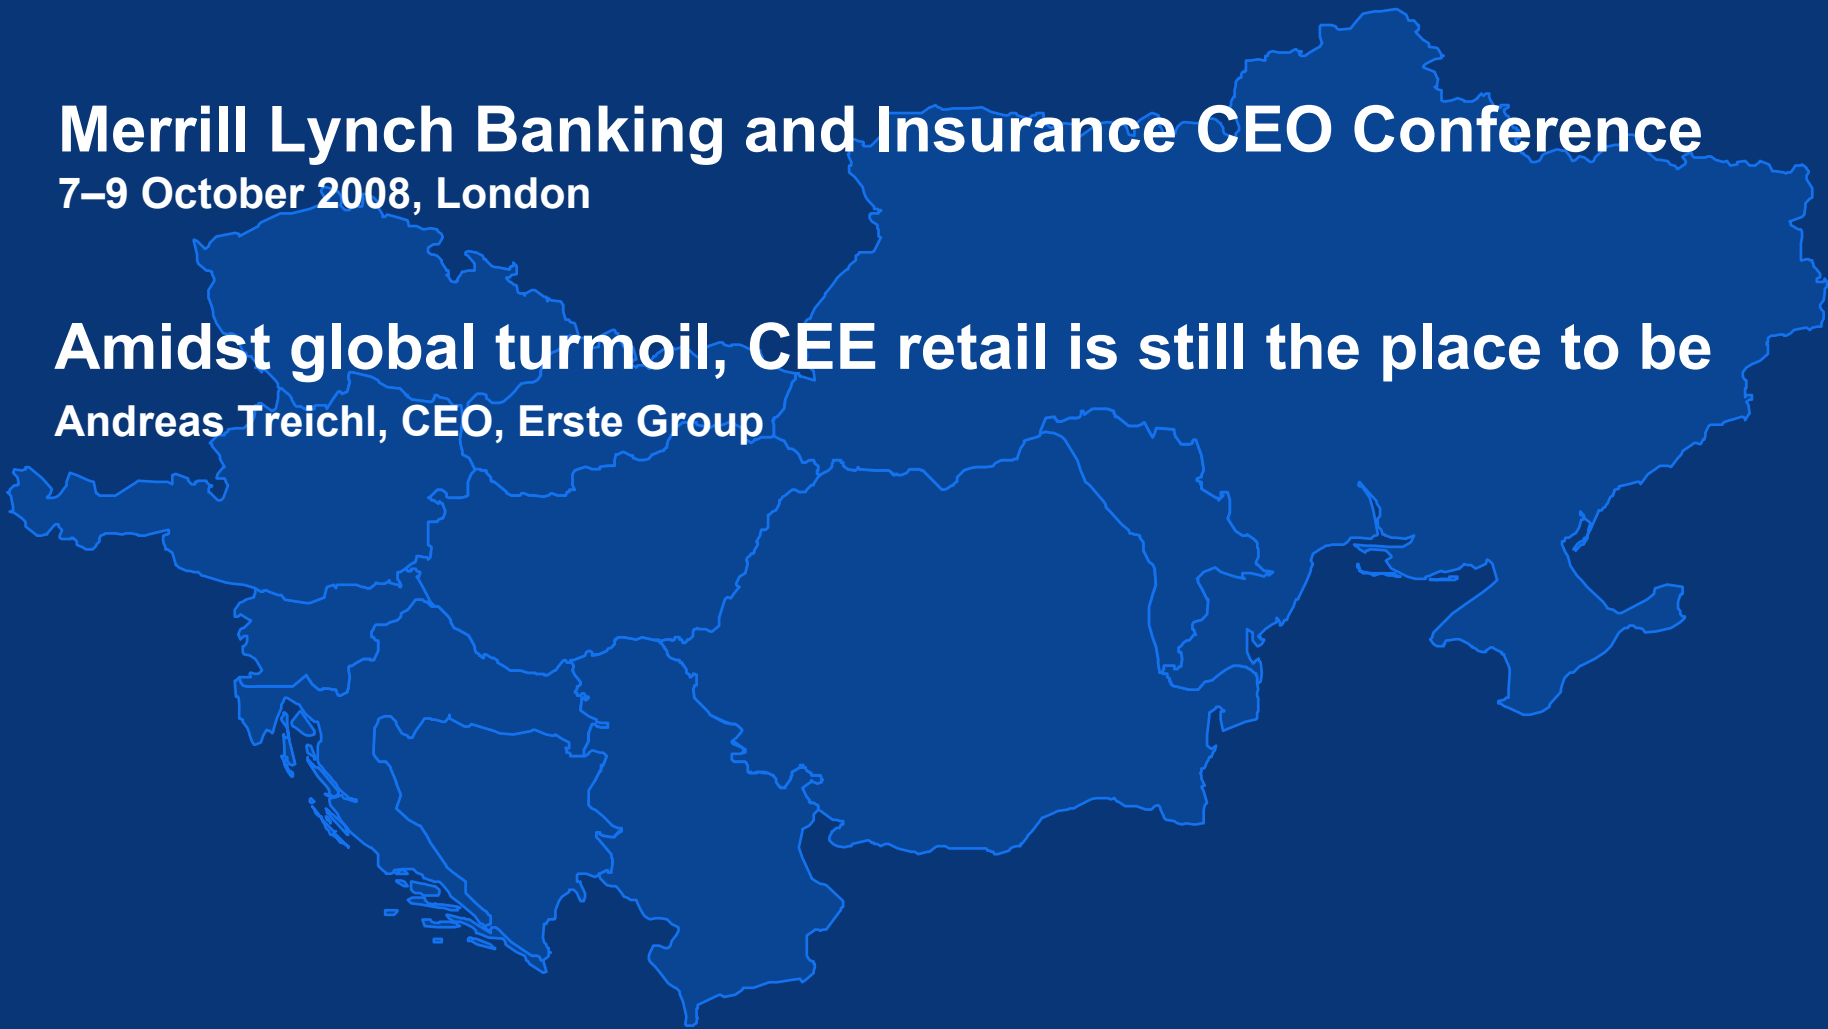 Merrill Lynch Banking and Insurance CEO Conference
7–9 October 2008, London
Amidst global turmoil, CEE retail is still the place to be
Andreas Treichl, CEO, Erste Group